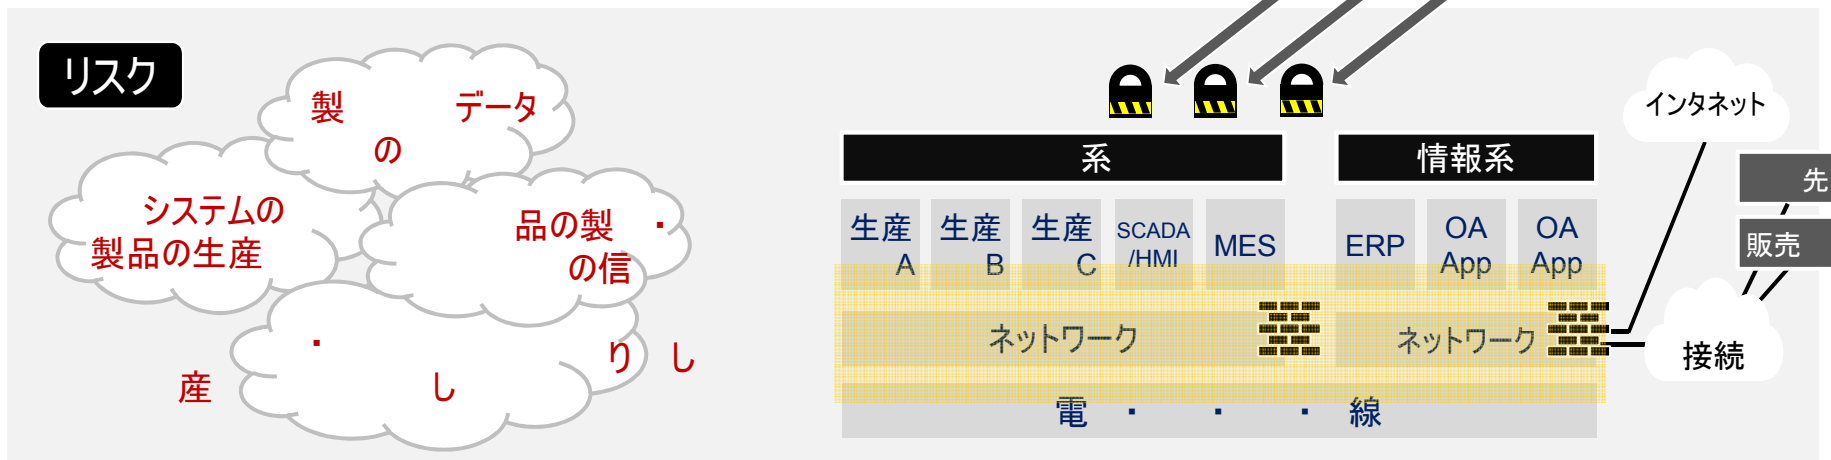 リスク
製 データ
の
システムの
製品の生産
品の製 ・
の信
・
り し
産 し
系
情報系
生産
A
生産
B
生産
C
SCADA
/HMI
MES
ERP
OA
App
OA
App
ネットワーク
ネットワーク
電 ・ ・ ・ 線
インタネット
先
販売
接続